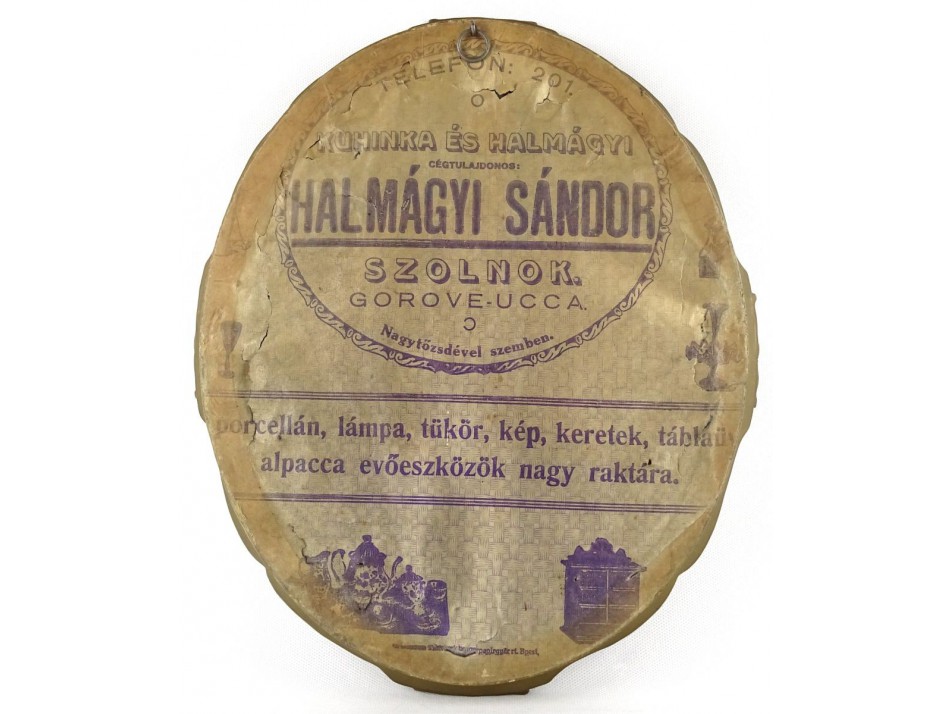 TELEFON: 201.
KUHINKA ÉS HALMÁGYI
CÉGTULAJDONOS:
HALMÁGYI SÁNDOR
SZOLNOK.
GOROVE-UCCA.
Nagytőzsdével szemben.
porcellán, lámpa, tükör, kép, keretek, táblaü
alpacca evőeszközök nagy raktára.